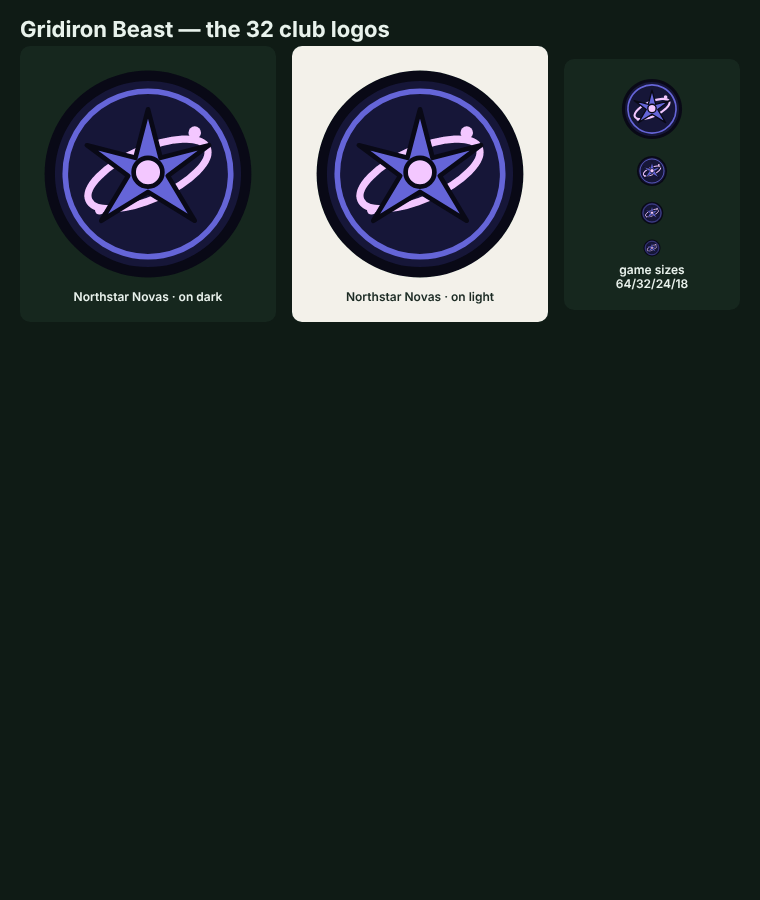 Gridiron Beast — the 32 club logos
Northstar Novas · on dark
Northstar Novas · on light
game sizes
64/32/24/18